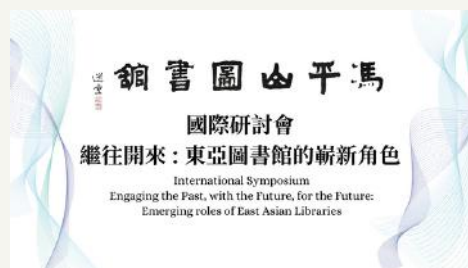 馮平山圖書館
國際研討會
繼往開來 : 東亞圖書館的嶄新角色
International Symposium
Engaging the Past, with the Future, for the Future:
Emerging roles of East Asian Libraries